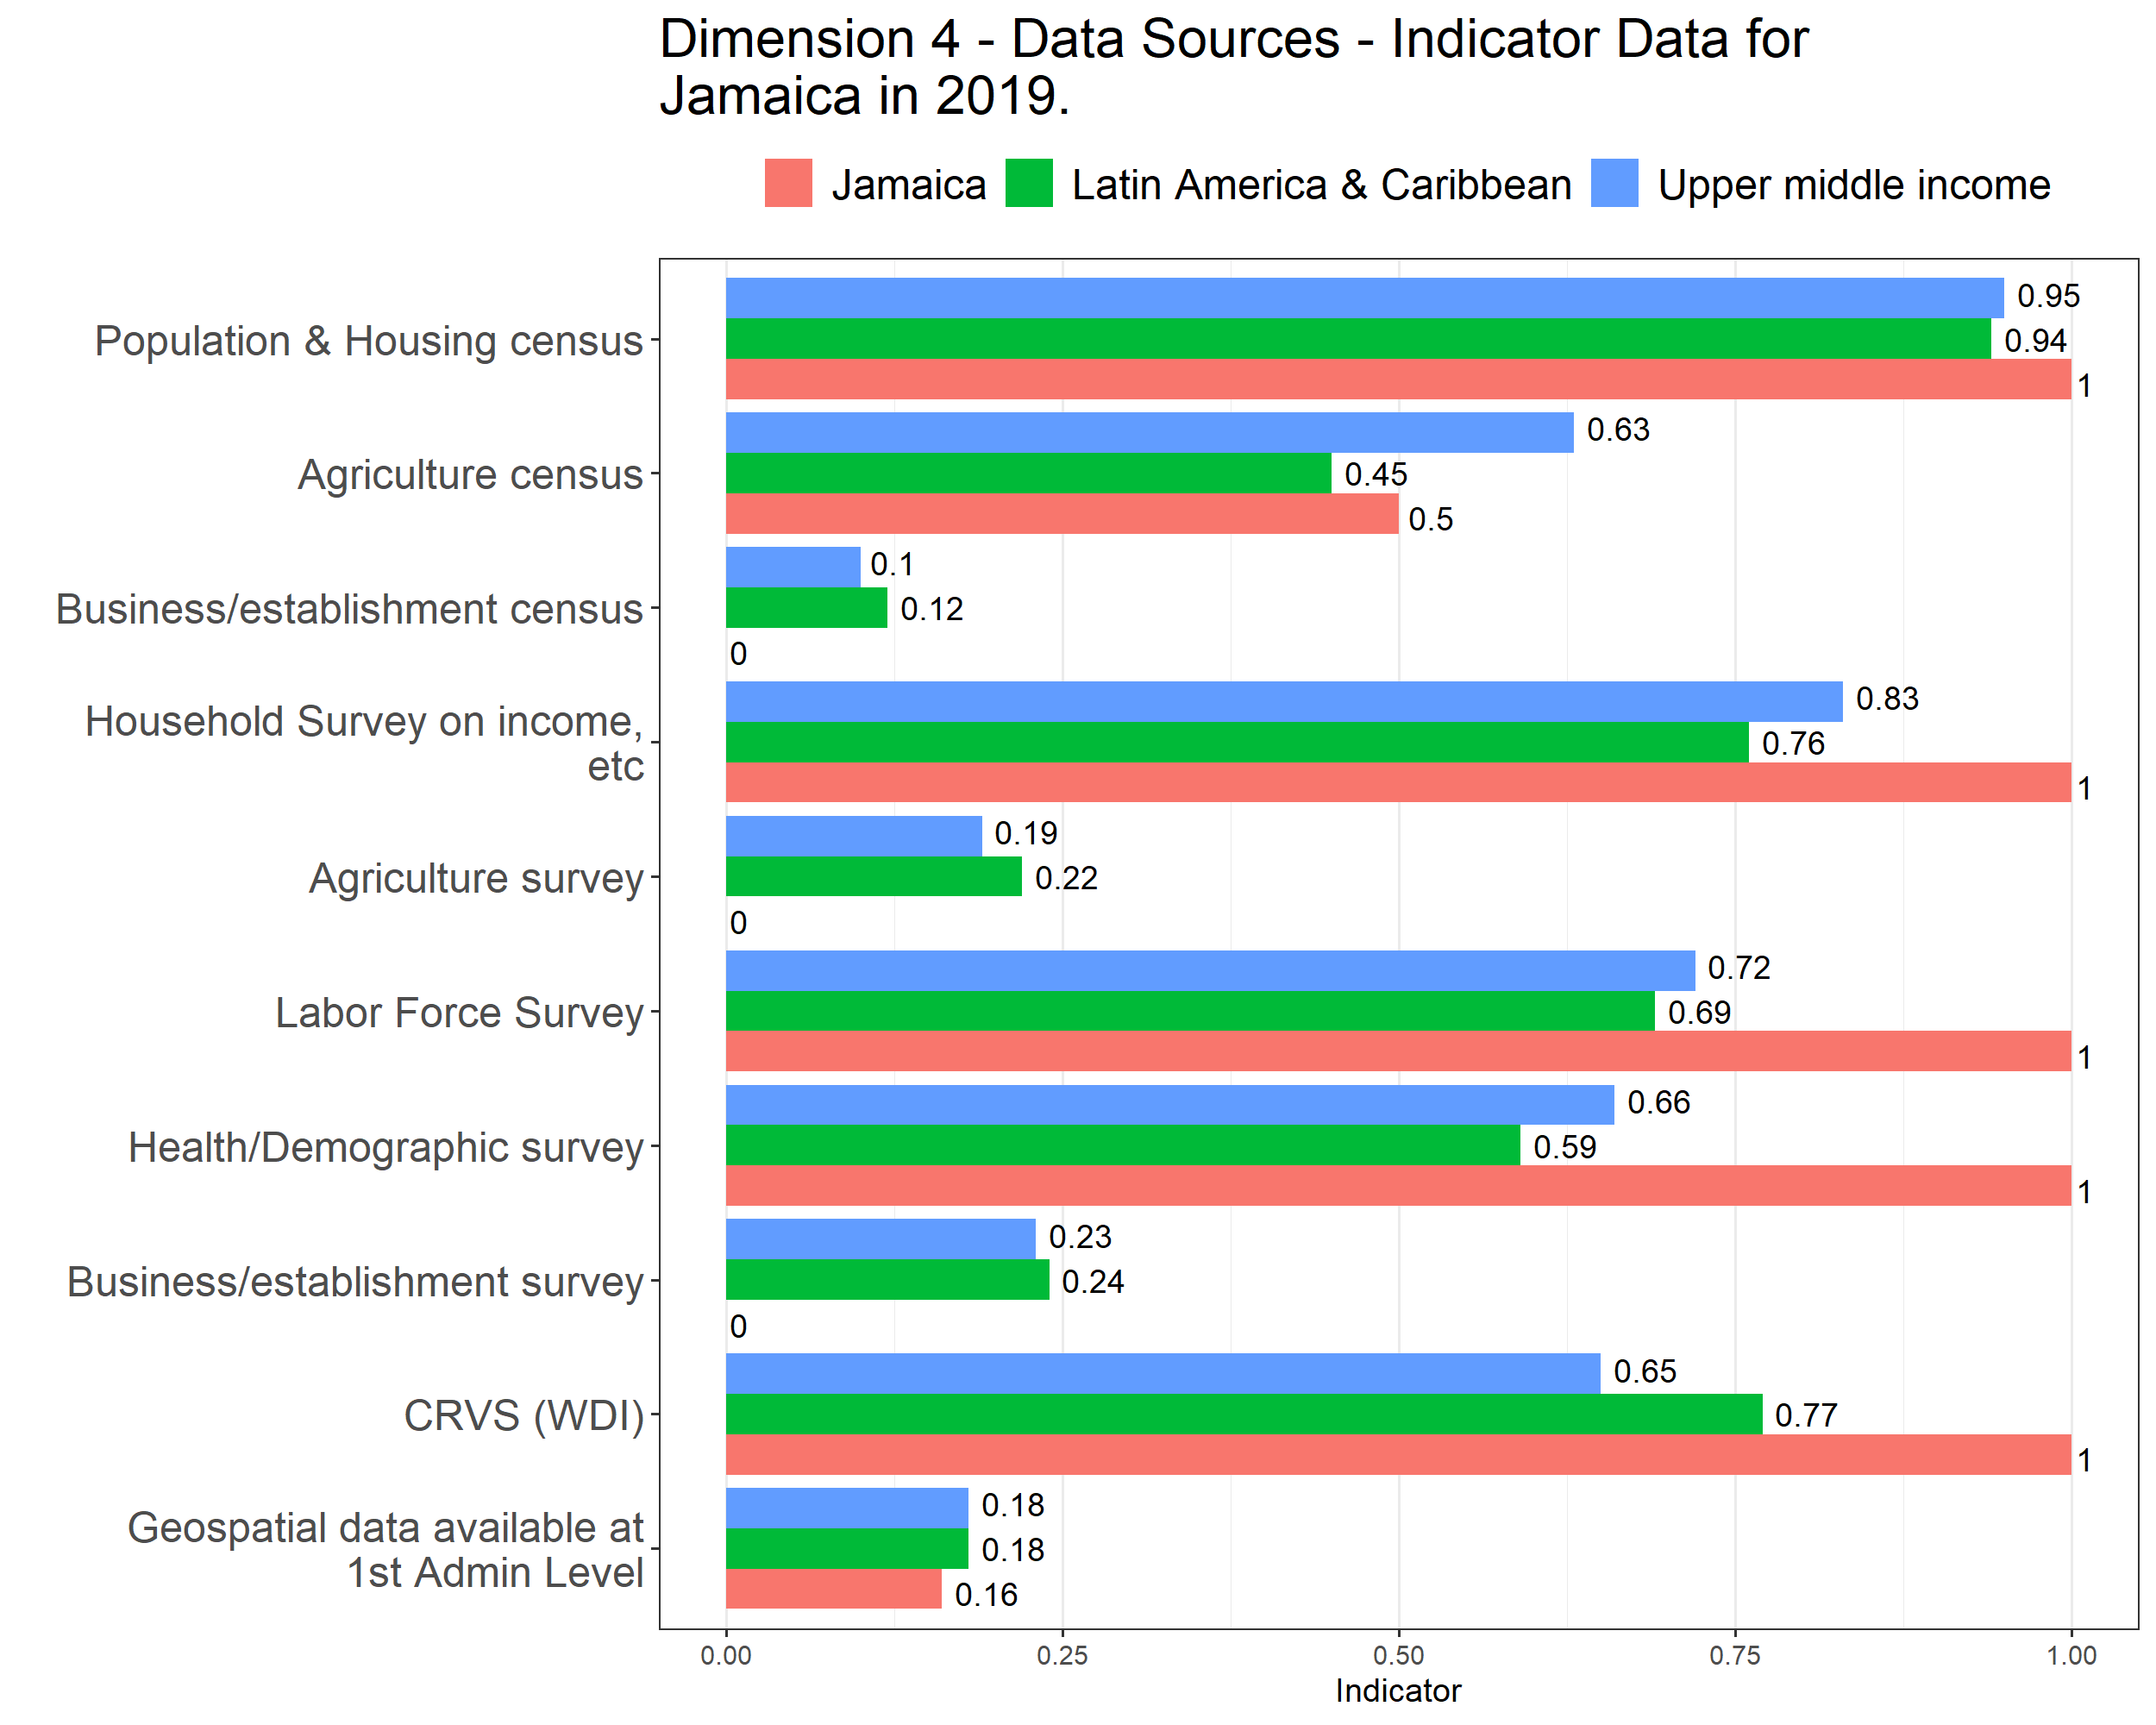 Dimension 4 - Data Sources - Indicator Data for
Jamaica in 2019.
Jamaica
Latin America & Caribbean
Upper middle income
Population & Housing census
0.95
0.94
1
Agriculture census
0.63
0.45
0.5
Business/establishment census
0.1
0.12
0
Household Survey on income,
etc
0.83
0.76
1
Agriculture survey
0.19
0.22
0
Labor Force Survey
0.72
0.69
1
Health/Demographic survey
0.66
0.59
1
Business/establishment survey
0.23
0.24
0
CRVS (WDI)
0.65
0.77
1
Geospatial data available at
1st Admin Level
0.18
0.18
0.16
0.00
0.25
0.50
0.75
1.00
Indicator